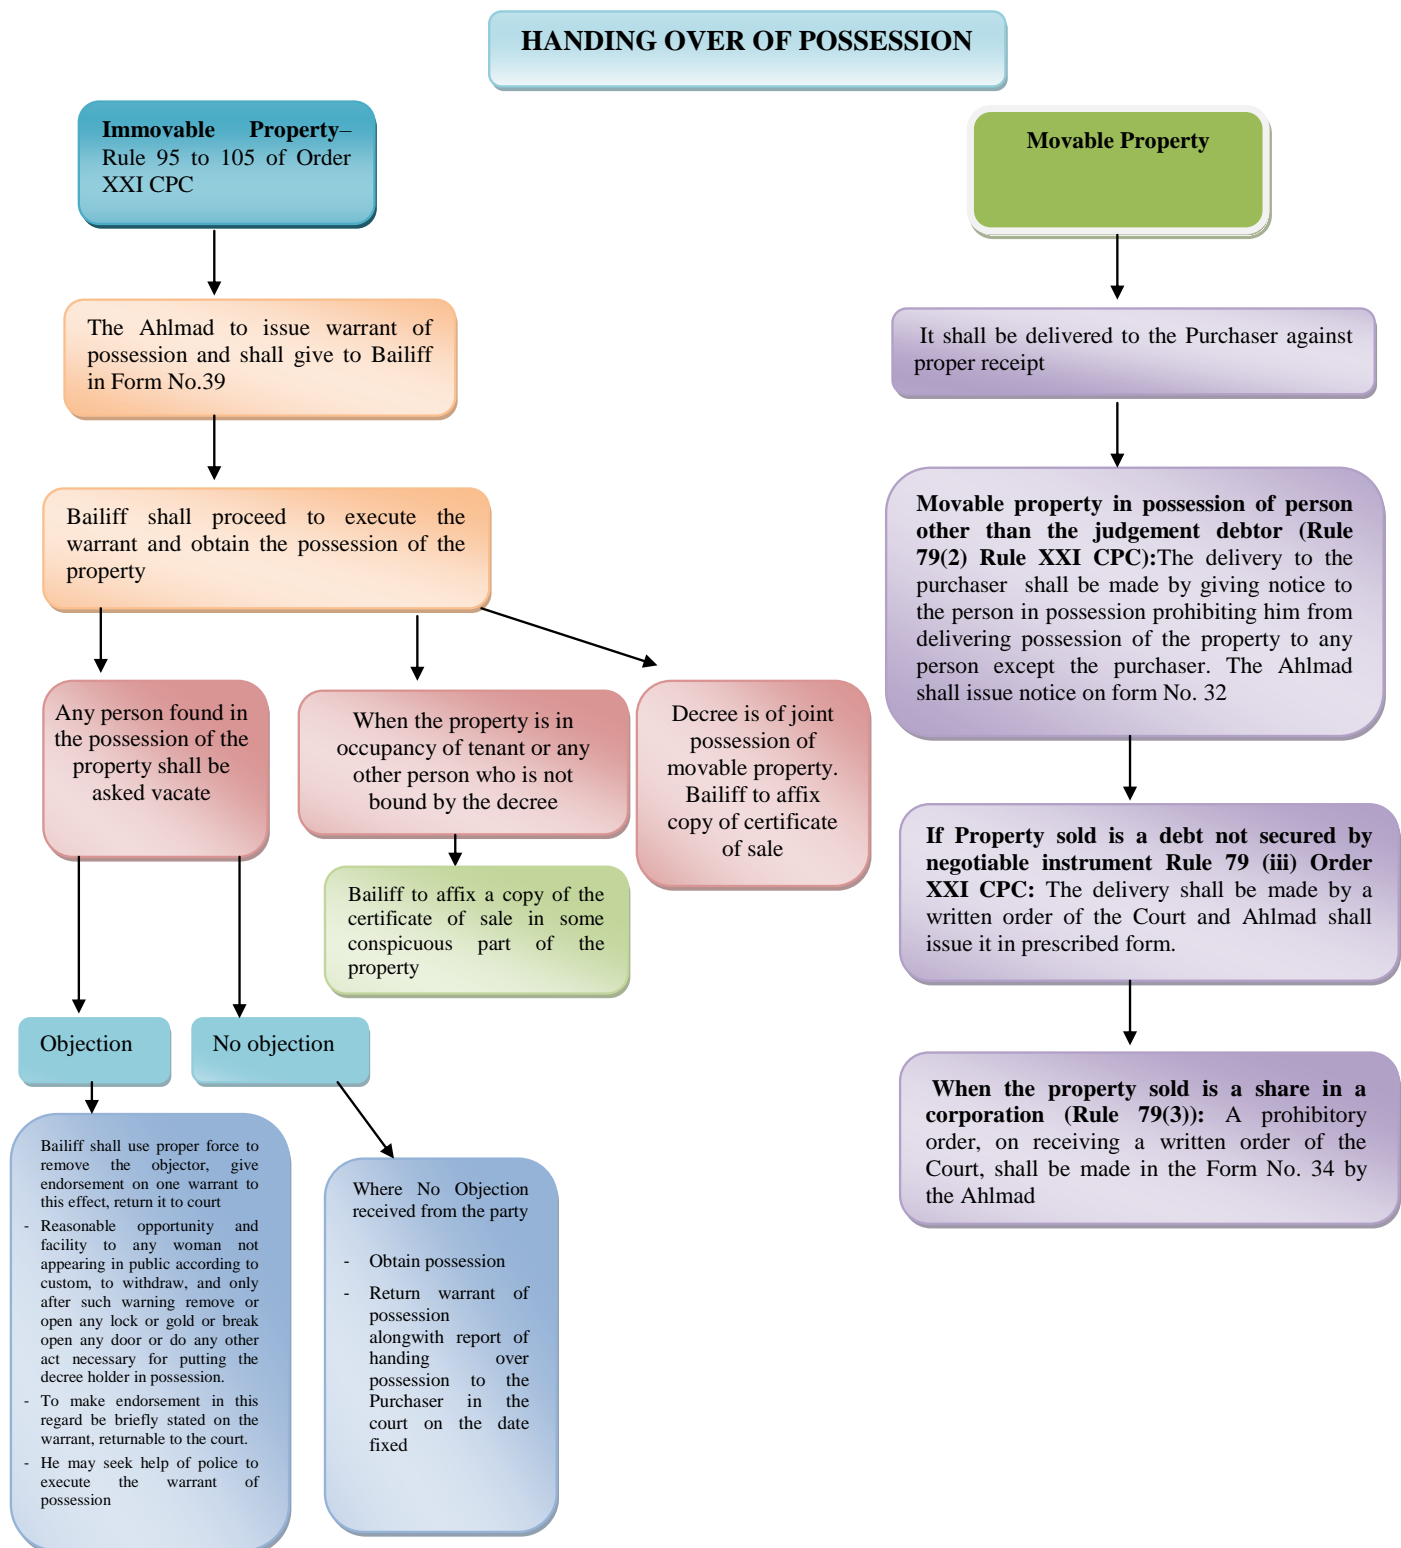 HANDING OVER OF POSSESSION
Immovable Property–
Rule 95 to 105 of Order
XXI CPC
The Ahlmad to issue warrant of
possession and shall give to Bailiff
in Form No.39
Bailiff shall proceed to execute the
warrant and obtain the possession of the
property
Any person found in
the possession of the
property shall be
asked vacate
When the property is in
occupancy of tenant or any
other person who is not
bound by the decree
Decree is of joint
possession of
movable property.
Bailiff to affix
copy of certificate
of sale
Bailiff to affix a copy of the
certificate of sale in some
conspicuous part of the
property
Objection
No objection
Bailiff shall use proper force to
remove the objector, give
endorsement on one warrant to
this effect, return it to court
- Reasonable opportunity and
facility to any woman not
appearing in public according to
custom, to withdraw, and only
after such warning remove or
open any lock or gold or break
open any door or do any other
act necessary for putting the
decree holder in possession.
- To make endorsement in this
regard be briefly stated on the
warrant, returnable to the court.
- He may seek help of police to
execute the warrant of
possession
Where No Objection
received from the party
- Obtain possession
- Return warrant of
possession
alongwith report of
handing over
possession to the
Purchaser in the
court on the date
fixed
Movable Property
It shall be delivered to the Purchaser against
proper receipt
Movable property in possession of person
other than the judgement debtor (Rule
79(2) Rule XXI CPC):The delivery to the
purchaser shall be made by giving notice to
the person in possession prohibiting him from
delivering possession of the property to any
person except the purchaser. The Ahlmad
shall issue notice on form No. 32
If Property sold is a debt not secured by
negotiable instrument Rule 79 (iii) Order
XXI CPC: The delivery shall be made by a
written order of the Court and Ahlmad shall
issue it in prescribed form.
When the property sold is a share in a
corporation (Rule 79(3)): A prohibitory
order, on receiving a written order of the
Court, shall be made in the Form No. 34 by
the Ahlmad